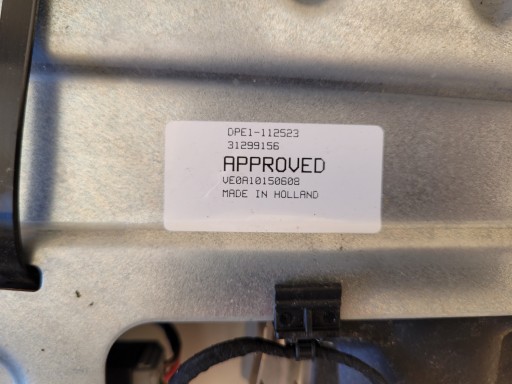 DPE1-112523
31299156
APPROVED
VE0A10150608
MADE IN HOLLAND